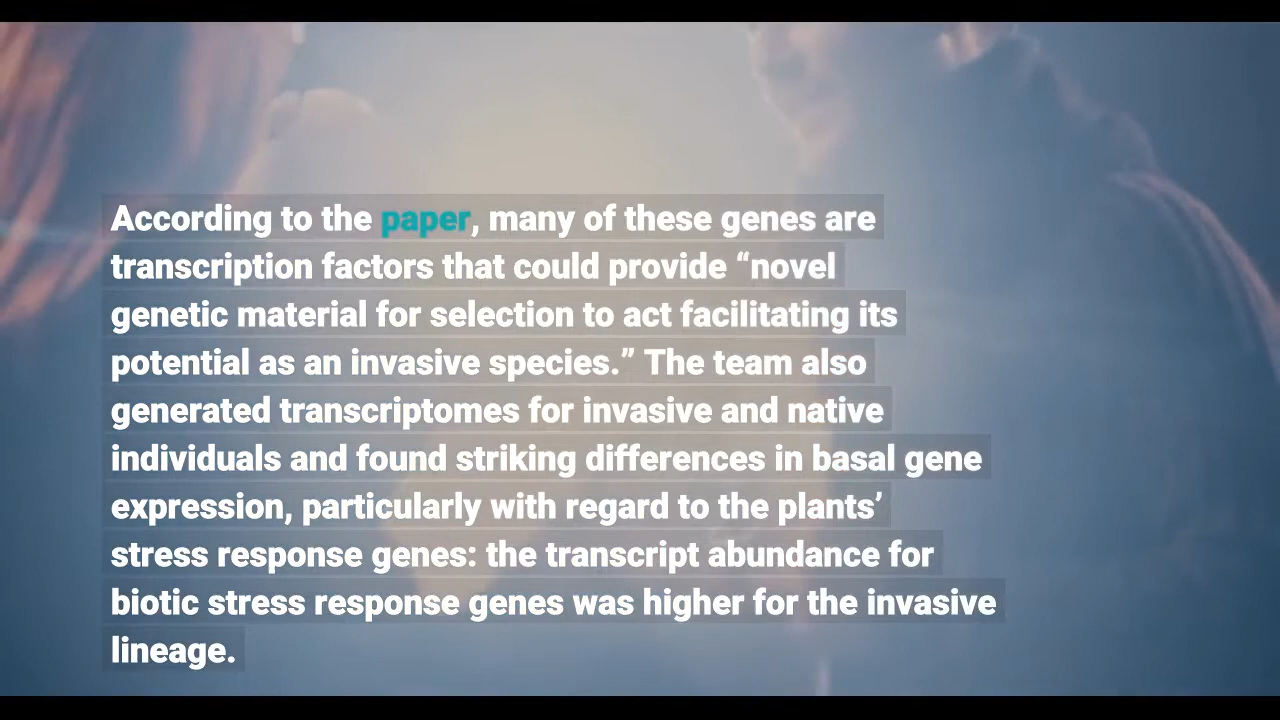 According to the paper, many of these genes are
transcription factors that could provide “novel
genetic material for selection to act facilitating its
potential as an invasive species.” The team also
generated transcriptomes for invasive and native
individuals and found striking differences in basal gene
expression, particularly with regard to the plants’
stress response genes: the transcript abundance for
biotic stress response genes was higher for the invasive
lineage.